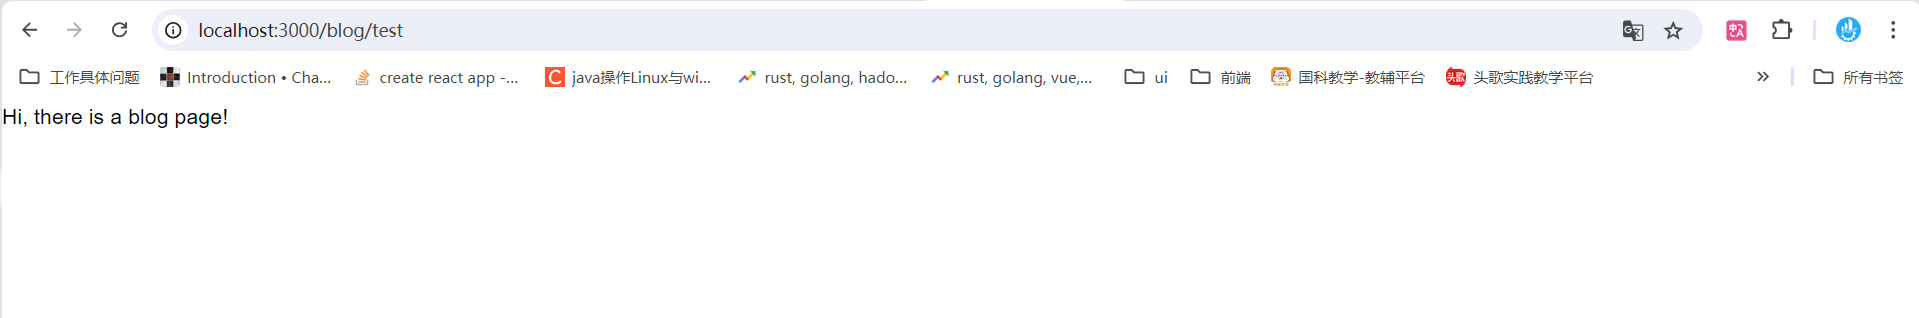 localhost:3000/blog/test
工作具体问题 Introduction • Cha... create react app -... java操作Linux与wi... rust, golang, hado... rust, golang, vue,... ui 前端 国科教学-教辅平台 头歌 头歌实践教学平台 » 所有书签
Hi, there is a blog page!